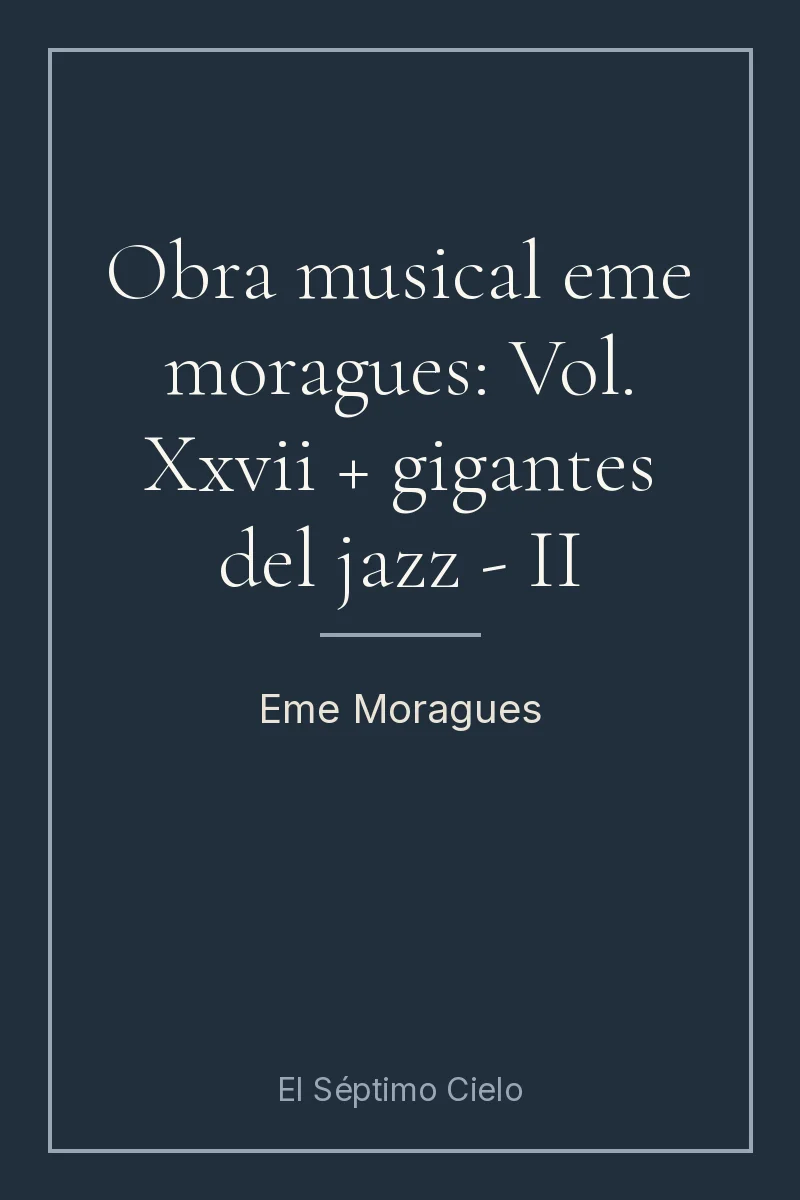 Obra musical eme
moragues: Vol.
Xxvii + gigantes
del jazz - II
Eme Moragues
El Séptimo Cielo